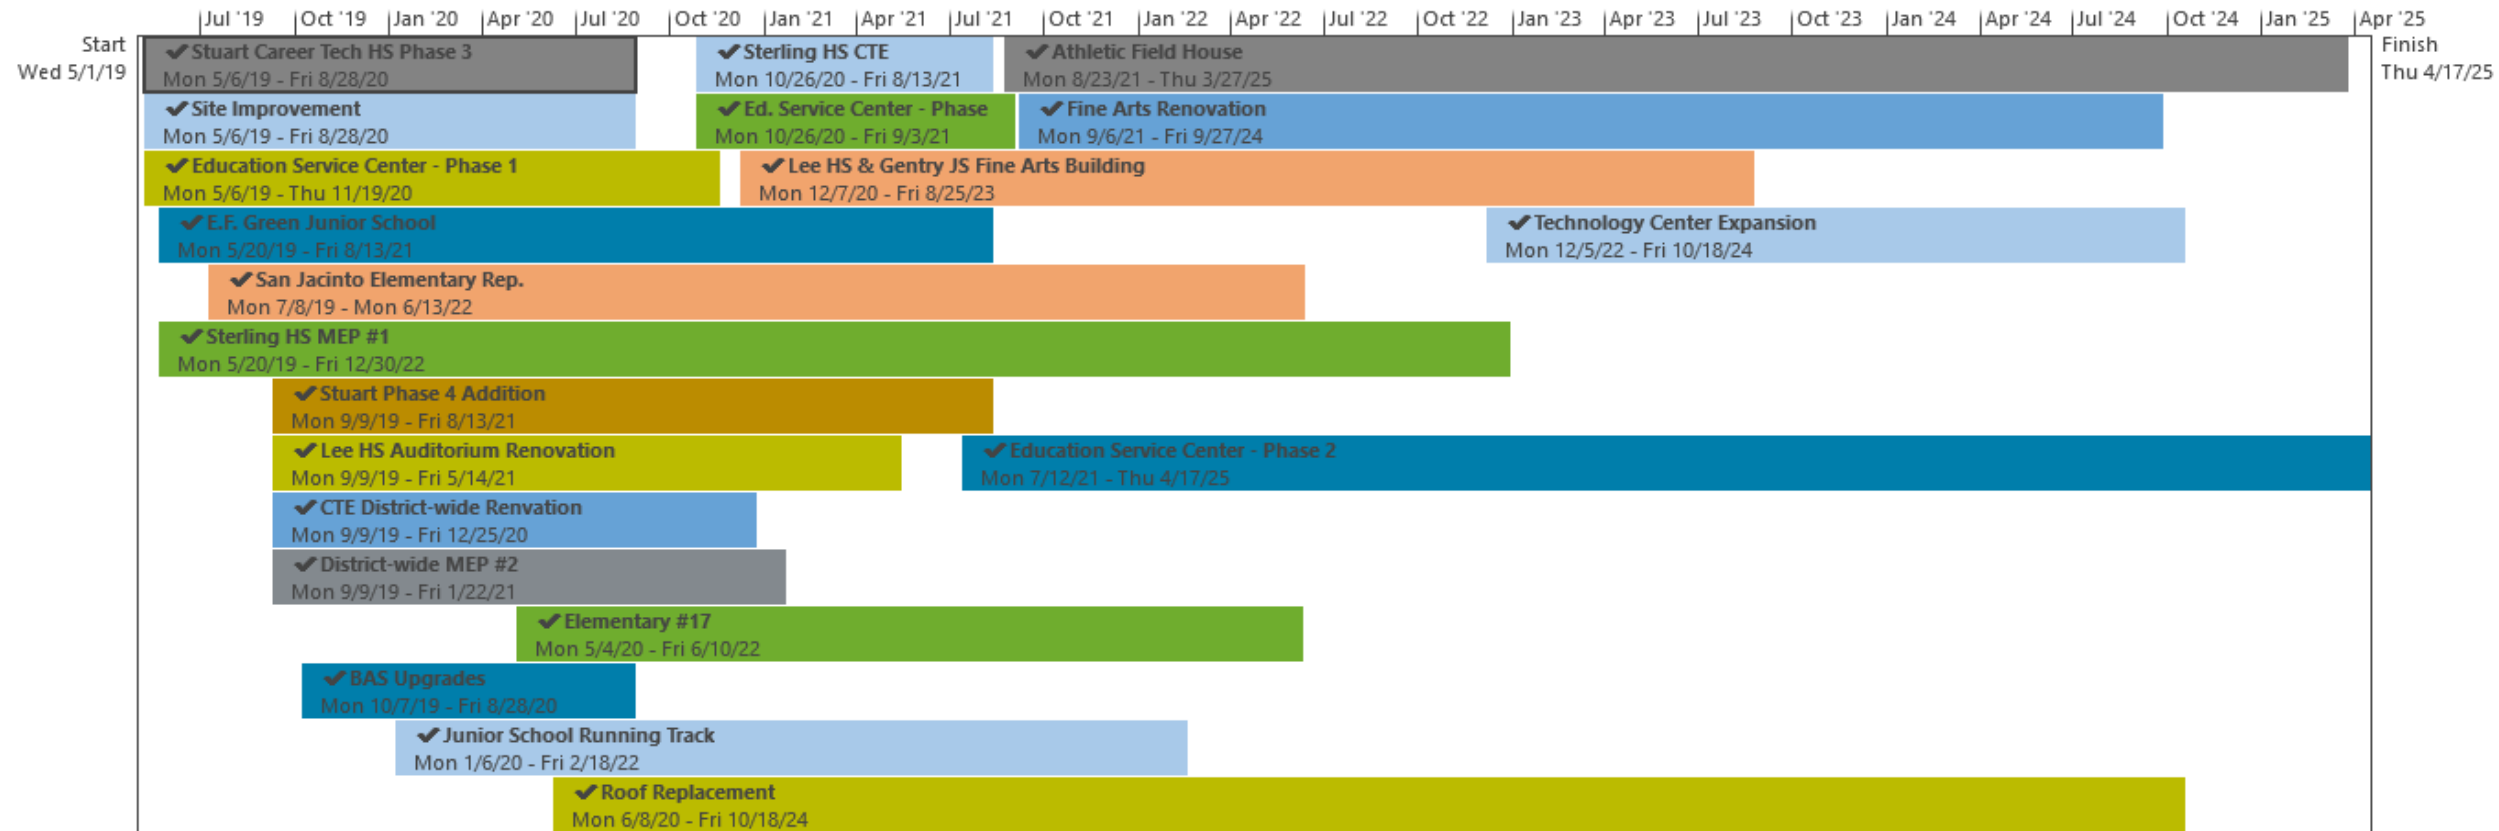 Jul '19 Oct '19 Jan '20 Apr '20 Jul '20 Oct '20 Jan '21 Apr '21 Jul '21 Oct '21 Jan '22 Apr '22 Jul '22 Oct '22 Jan '23 Apr '23 Jul '23 Oct '23 Jan '24 Apr '24 Jul '24 Oct '24 Jan '25 Apr '25
Start
Wed 5/1/19
Finish
Thu 4/17/25
Stuart Career Tech HS Phase 3
Mon 5/6/19 - Fri 8/28/20
Sterling HS CTE
Mon 10/26/20 - Fri 8/13/21
Athletic Field House
Mon 8/23/21 - Thu 3/27/25
Site Improvement
Mon 5/6/19 - Fri 8/28/20
Ed. Service Center - Phase
Mon 10/26/20 - Fri 9/3/21
Fine Arts Renovation
Mon 9/6/21 - Fri 9/27/24
Education Service Center - Phase 1
Mon 5/6/19 - Thu 11/19/20
Lee HS & Gentry JS Fine Arts Building
Mon 12/7/20 - Fri 8/25/23
E.F. Green Junior School
Mon 5/20/19 - Fri 8/13/21
Technology Center Expansion
Mon 12/5/22 - Fri 10/18/24
San Jacinto Elementary Rep.
Mon 7/8/19 - Mon 6/13/22
Sterling HS MEP #1
Mon 5/20/19 - Fri 12/30/22
Stuart Phase 4 Addition
Mon 9/9/19 - Fri 8/13/21
Lee HS Auditorium Renovation
Mon 9/9/19 - Fri 5/14/21
Education Service Center - Phase 2
Mon 7/12/21 - Thu 4/17/25
CTE District-wide Renvation
Mon 9/9/19 - Fri 12/25/20
District-wide MEP #2
Mon 9/9/19 - Fri 1/22/21
Elementary #17
Mon 5/4/20 - Fri 6/10/22
BAS Upgrades
Mon 10/7/19 - Fri 8/28/20
Junior School Running Track
Mon 1/6/20 - Fri 2/18/22
Roof Replacement
Mon 6/8/20 - Fri 10/18/24